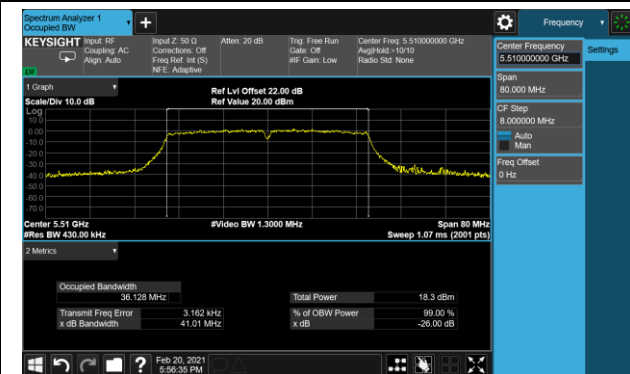 Spectrum Analyzer 1
Occupied BW
+
Frequency
KEYSIGHT
Input: RF
Coupling: AC
Align: Auto
Input Z: 50 Ω
Corrections: Off
Freq Ref: Int (S)
NFE: Adaptive
Atten: 20 dB
Trig: Free Run
Gate: Off
#IF Gain: Low
Center Freq: 5.510000000 GHz
Avg|Hold:>10/10
Radio Std: None
LV
Center Frequency
5.510000000 GHz
Settings
Span
80.000 MHz
CF Step
8.000000 MHz
Auto
Man
Freq Offset
0 Hz
1 Graph
Scale/Div 10.0 dB
Ref Lvl Offset 22.00 dB
Ref Value 20.00 dBm
Log
10.0
0.00
-10.0
-20.0
-30.0
-40.0
-50.0
-60.0
-70.0
Center 5.51 GHz
#Res BW 430.00 kHz
#Video BW 1.3000 MHz
Span 80 MHz
Sweep 1.07 ms (2001 pts)
2 Metrics
Occupied Bandwidth
36.128 MHz
Total Power 18.3 dBm
Transmit Freq Error 3.162 kHz
% of OBW Power 99.00 %
x dB Bandwidth 41.01 MHz
x dB -26.00 dB
?
Feb 20, 2021
5:56:35 PM